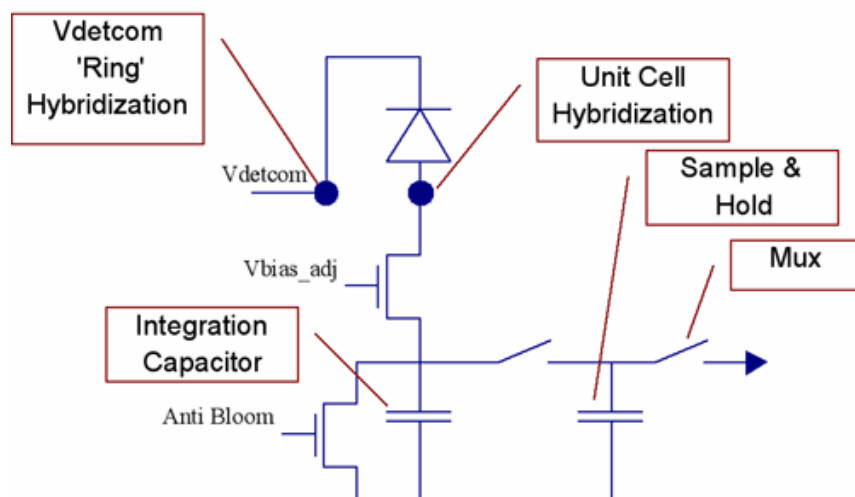 Vdetcom
'Ring'
Hybridization
Unit Cell
Hybridization
Vdetcom
Sample &
Hold
Mux
Vbias_adj
Integration
Capacitor
Anti Bloom